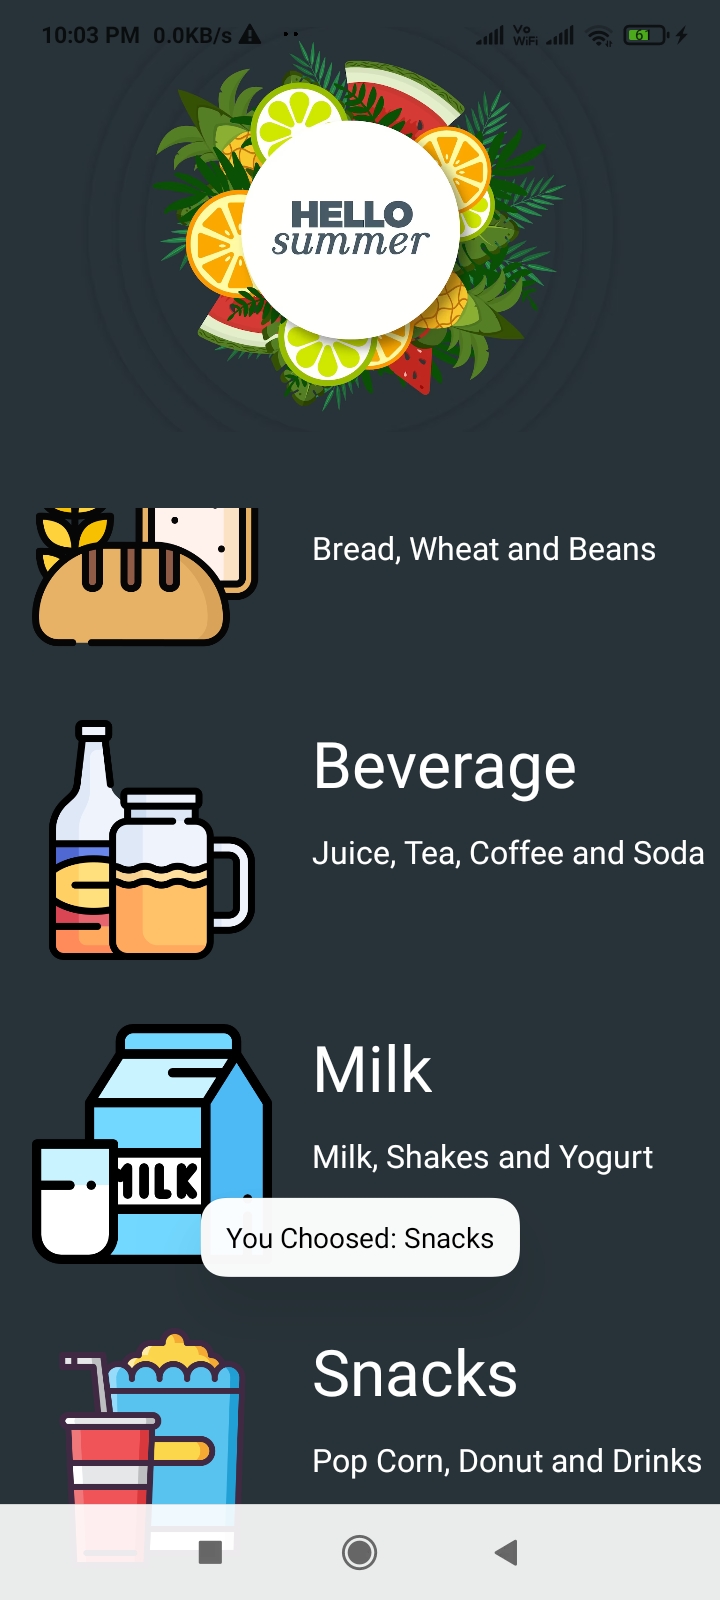 10:03 PM 0.0KB/s
Vo
WiFi
61
HELLO
summer
Bread, Wheat and Beans
Beverage
Juice, Tea, Coffee and Soda
Milk
Milk, Shakes and Yogurt
MILK
You Choosed: Snacks
Snacks
Pop Corn, Donut and Drinks